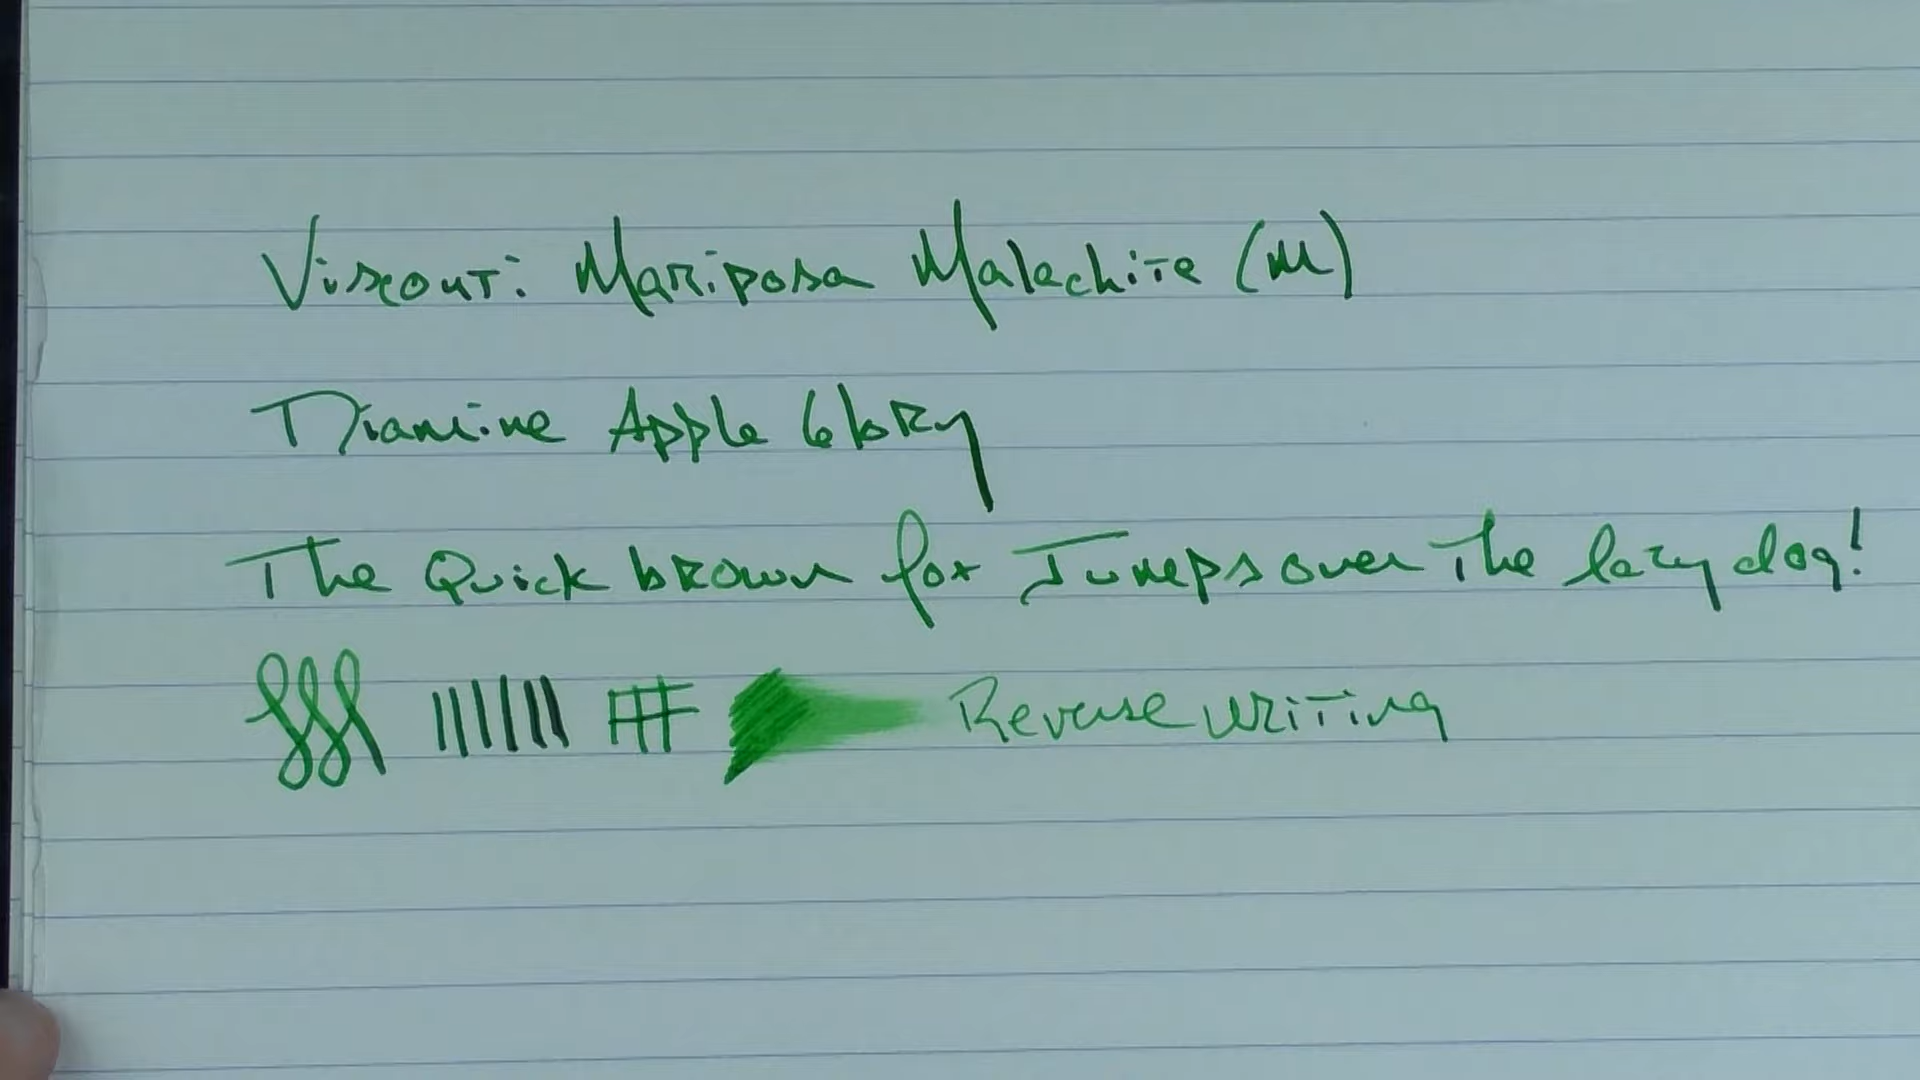 Visconti: Mariposa Malachite (M)
Diamine Apple Glory
The Quick brown fox Jumps over The lazy dog!
Reverse writing